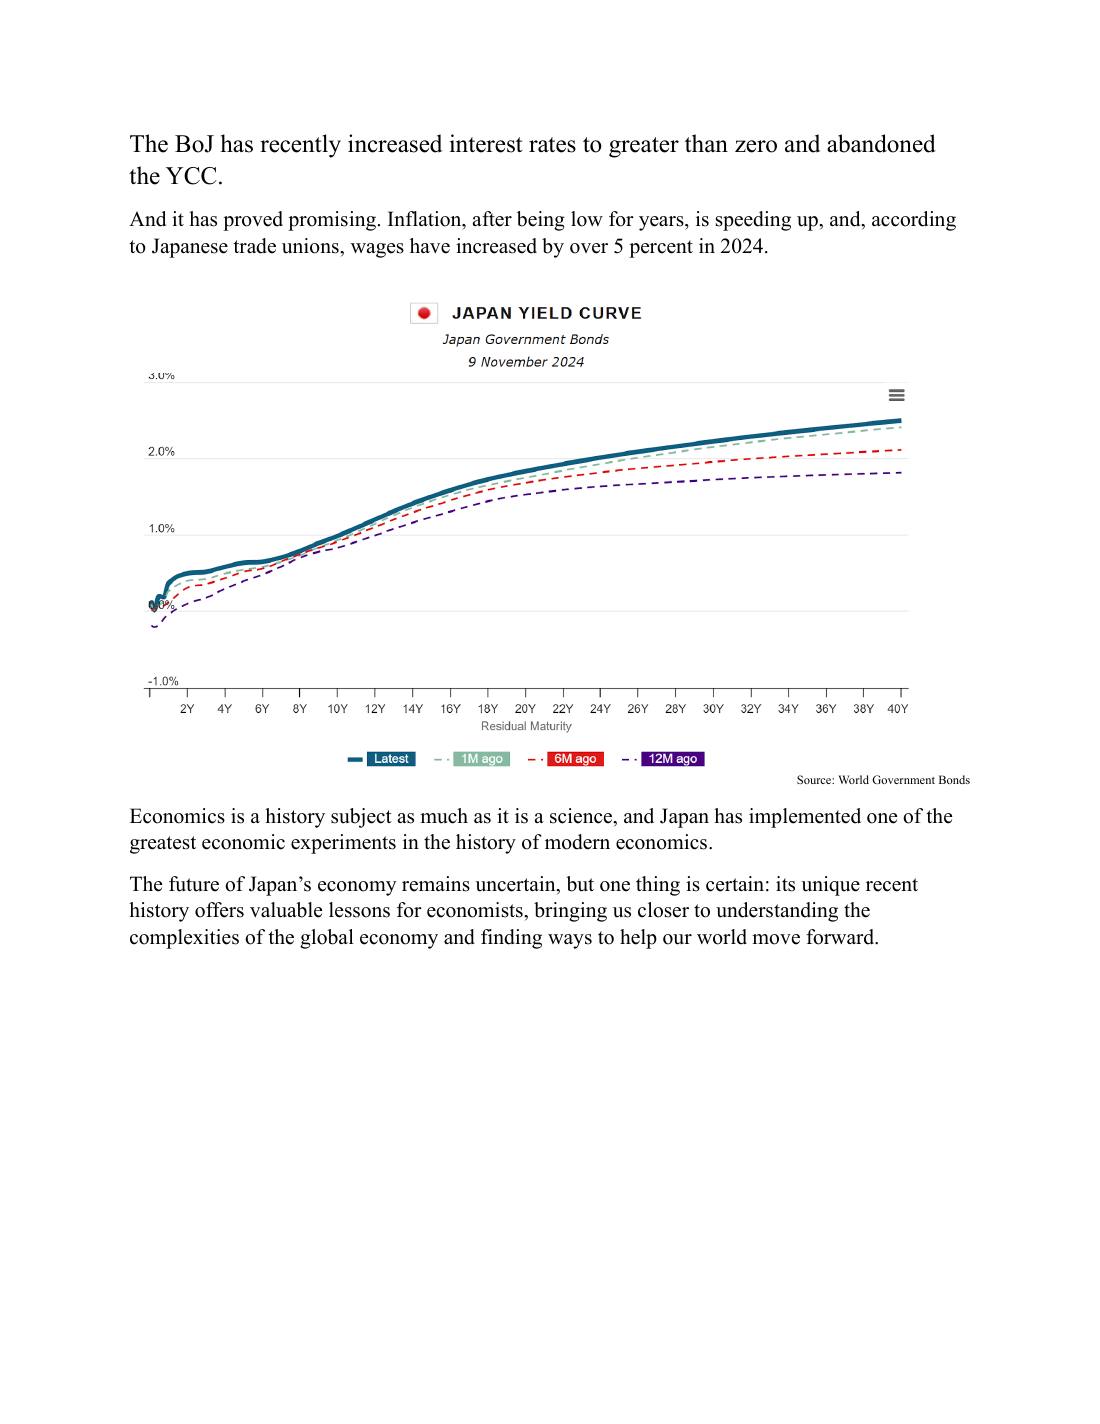 The BoJ has recently increased interest rates to greater than zero and abandoned
the YCC.
And it has proved promising. Inflation, after being low for years, is speeding up, and, according
to Japanese trade unions, wages have increased by over 5 percent in 2024.
JAPAN YIELD CURVE
Japan Government Bonds
9 November 2024
3.0%
2.0%
1.0%
0.0%
-1.0%
2Y 4Y 6Y 8Y 10Y 12Y 14Y 16Y 18Y 20Y 22Y 24Y 26Y 28Y 30Y 32Y 34Y 36Y 38Y 40Y
Residual Maturity
Latest 1M ago 6M ago 12M ago
Source: World Government Bonds
Economics is a history subject as much as it is a science, and Japan has implemented one of the
greatest economic experiments in the history of modern economics.
The future of Japan’s economy remains uncertain, but one thing is certain: its unique recent
history offers valuable lessons for economists, bringing us closer to understanding the
complexities of the global economy and finding ways to help our world move forward.